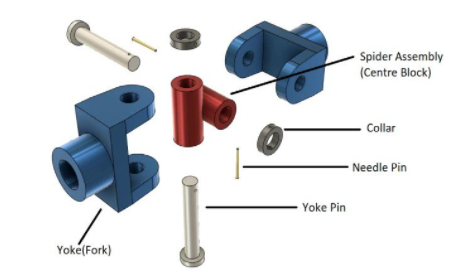 Spider Assembly
(Centre Block)
Collar
Needle Pin
Yoke Pin
Yoke(Fork)